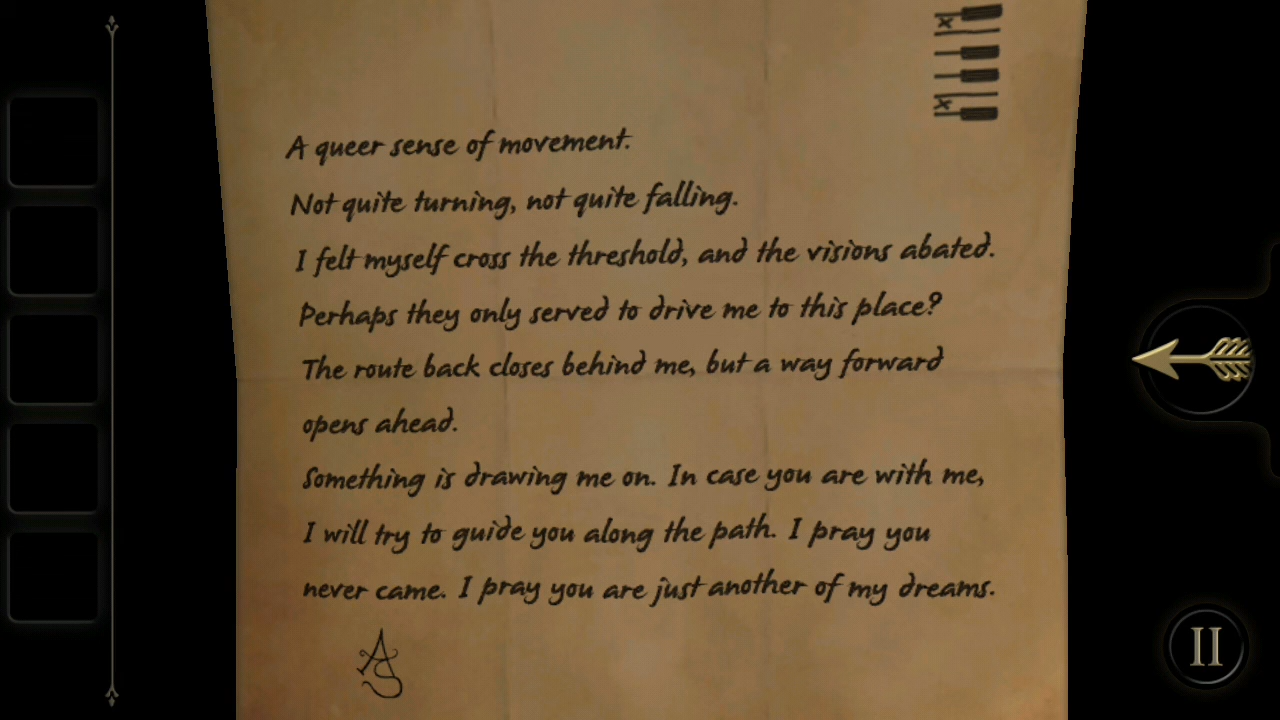 A queer sense of movement.
Not quite turning, not quite falling.
I felt myself cross the threshold, and the visions abated.
Perhaps they only served to drive me to this place?
The route back closes behind me, but a way forward
opens ahead.
Something is drawing me on. In case you are with me,
I will try to guide you along the path. I pray you
never came. I pray you are just another of my dreams.
AS
II